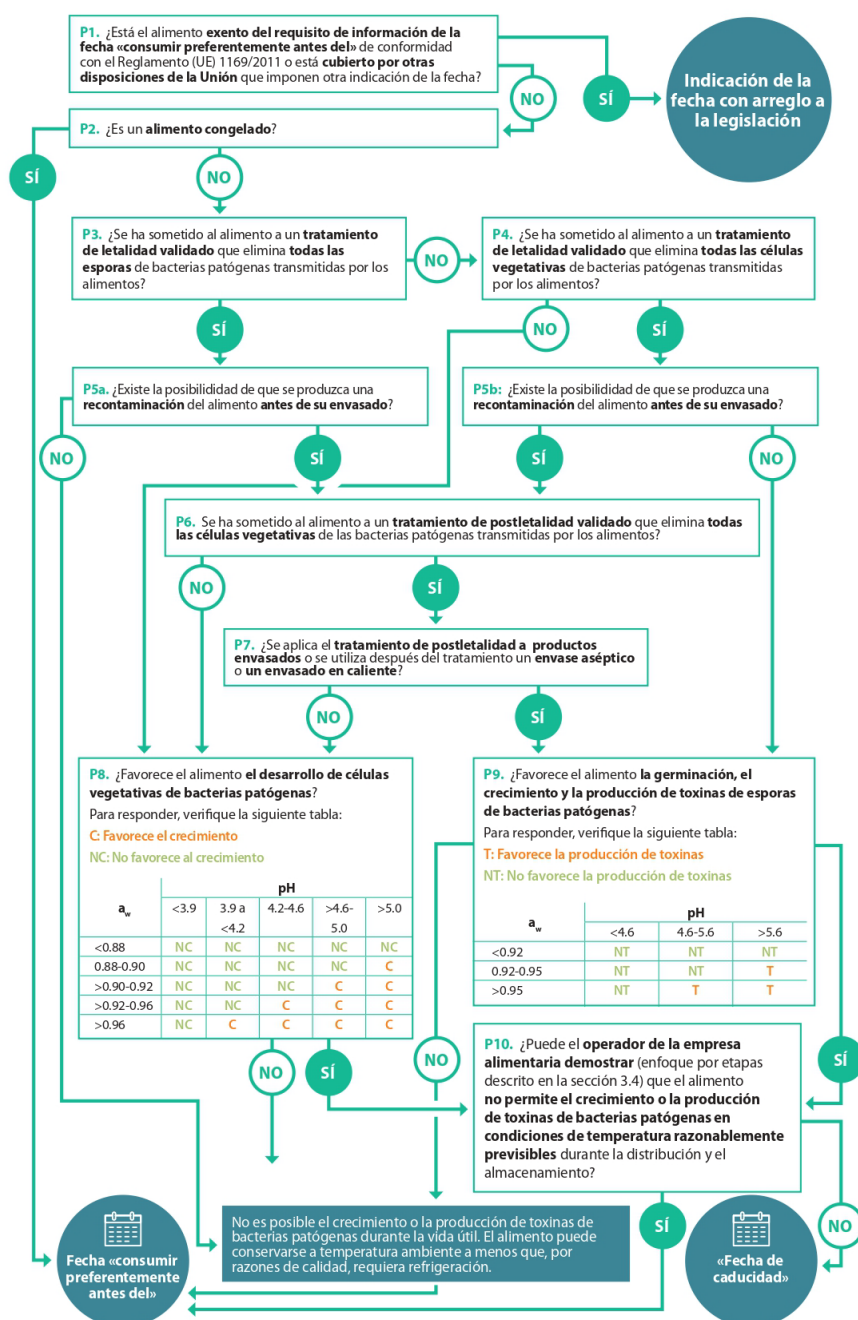 P1. ¿Está el alimento exento del requisito de información de la
fecha «consumir preferentemente antes del» de conformidad
con el Reglamento (UE) 1169/2011 o está cubierto por otras
disposiciones de la Unión que imponen otra indicación de la fecha?
NO
SÍ
Indicación de la
fecha con arreglo a
la legislación
P2. ¿Es un alimento congelado?
SÍ
NO
P3. ¿Se ha sometido al alimento a un tratamiento
de letalidad validado que elimina todas las
esporas de bacterias patógenas transmitidas por los
alimentos?
NO
P4. ¿Se ha sometido al alimento a un tratamiento
de letalidad validado que elimina todas las células
vegetativas de bacterias patógenas transmitidas
por los alimentos?
SÍ
NO
SÍ
P5a. ¿Existe la posibilididad de que se produzca una
recontaminación del alimento antes de su envasado?
P5b: ¿Existe la posibilididad de que se produzca una
recontaminación del alimento antes de su envasado?
NO
SÍ
SÍ
NO
P6. Se ha sometido al alimento a un tratamiento de postletalidad validado que elimina todas
las células vegetativas de las bacterias patógenas transmitidas por los alimentos?
NO
SÍ
P7. ¿Se aplica el tratamiento de postletalidad a productos
envasados o se utiliza después del tratamiento un envase aséptico
o un envasado en caliente?
NO
SÍ
P8. ¿Favorece el alimento el desarrollo de células
vegetativas de bacterias patógenas?
Para responder, verifique la siguiente tabla:
C: Favorece el crecimiento
NC: No favorece al crecimiento
pH
aw <3.9 3.9 a <4.2 4.2-4.6 >4.6-5.0 >5.0
<0.88 NC NC NC NC NC
0.88-0.90 NC NC NC NC C
>0.90-0.92 NC NC NC C C
>0.92-0.96 NC NC C C C
>0.96 NC C C C C
P9. ¿Favorece el alimento la germinación, el
crecimiento y la producción de toxinas de esporas
de bacterias patógenas?
Para responder, verifique la siguiente tabla:
T: Favorece la producción de toxinas
NT: No favorece la producción de toxinas
pH
aw <4.6 4.6-5.6 >5.6
<0.92 NT NT NT
0.92-0.95 NT NT T
>0.95 NT T T
NO
SÍ
NO
SÍ
P10. ¿Puede el operador de la empresa
alimentaria demostrar (enfoque por etapas
descrito en la sección 3.4) que el alimento
no permite el crecimiento o la producción
de toxinas de bacterias patógenas en
condiciones de temperatura razonablemente
previsibles durante la distribución y el
almacenamiento?
SÍ
NO
Fecha «consumir
preferentemente
antes del»
No es posible el crecimiento o la producción de toxinas de
bacterias patógenas durante la vida útil. El alimento puede
conservarse a temperatura ambiente a menos que, por
razones de calidad, requiera refrigeración.
«Fecha de
caducidad»